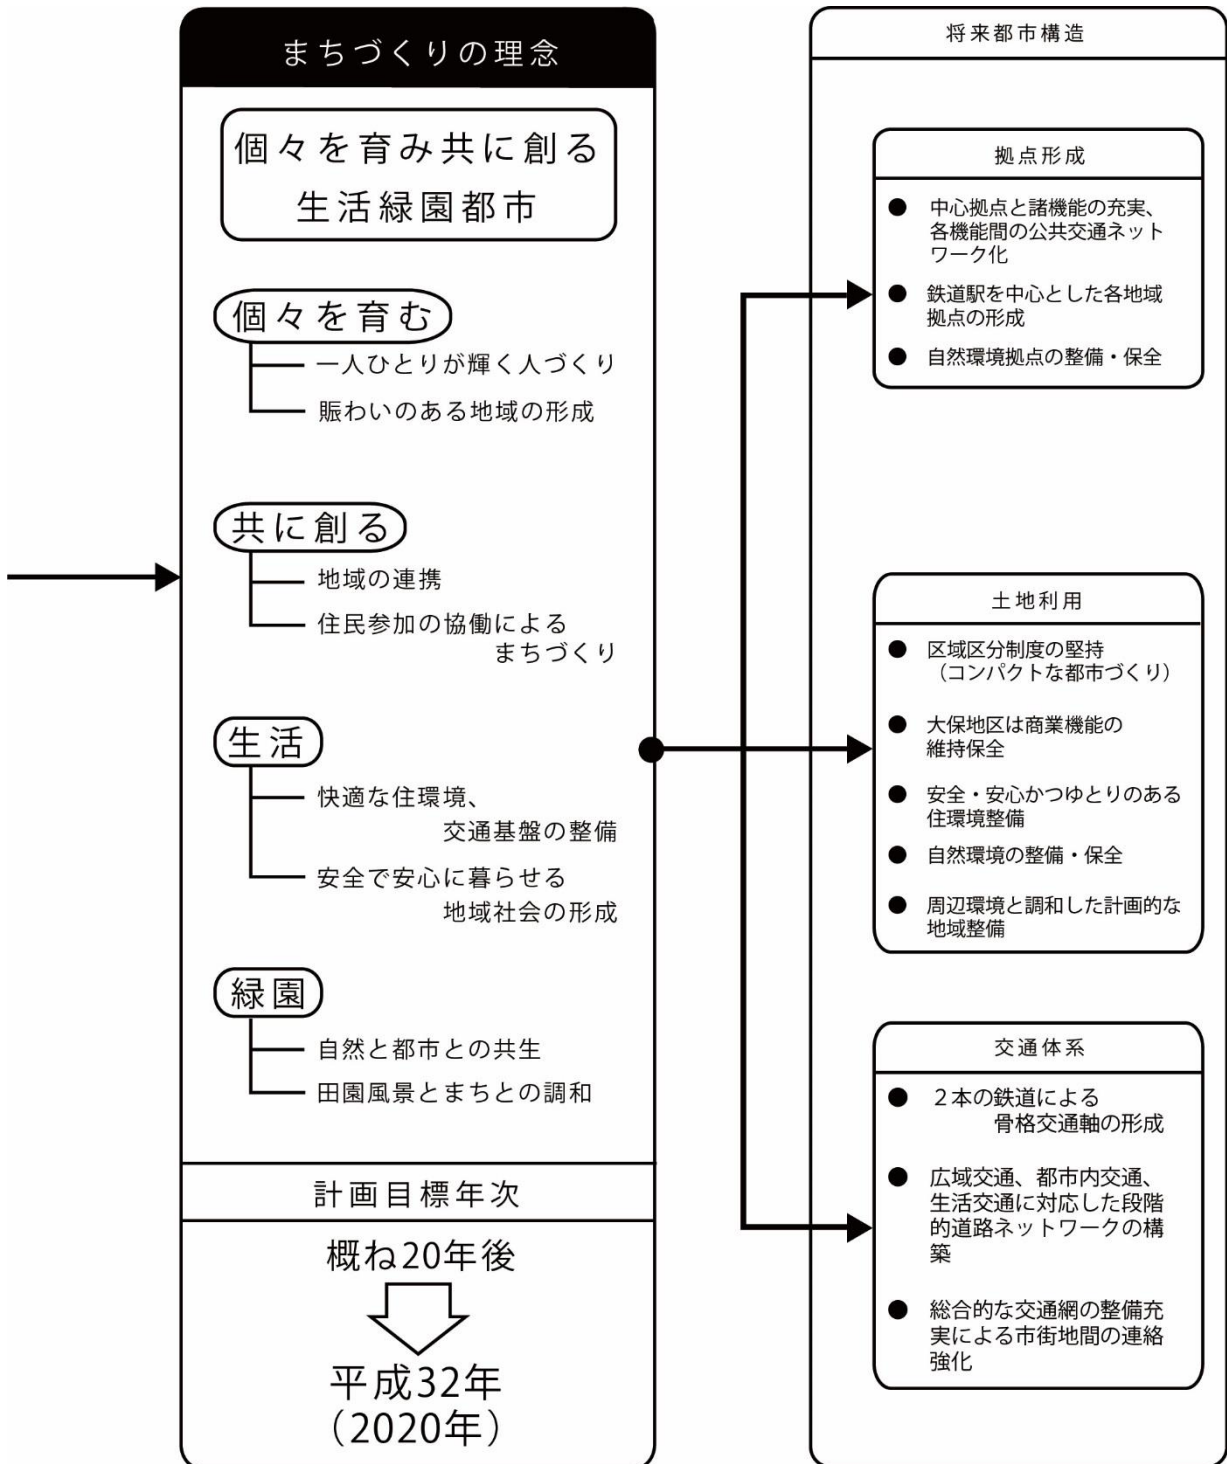 まちづくりの理念
個々を育み共に創る
生活緑園都市
個々を育む
一人ひとりが輝く人づくり
賑わいのある地域の形成
共に創る
地域の連携
住民参加の協働による
まちづくり
生活
快適な住環境、
交通基盤の整備
安全で安心に暮らせる
地域社会の形成
緑園
自然と都市との共生
田園風景とまちとの調和
計画目標年次
概ね20年後
平成32年
（2020年）
将来都市構造
拠点形成
● 中心拠点と諸機能の充実、
各機能間の公共交通ネット
ワーク化
● 鉄道駅を中心とした各地域
拠点の形成
● 自然環境拠点の整備・保全
土地利用
● 区域区分制度の堅持
（コンパクトな都市づくり）
● 大保地区は商業機能の
維持保全
● 安全・安心かつゆとりのある
住環境整備
● 自然環境の整備・保全
● 周辺環境と調和した計画的な
地域整備
交通体系
● ２本の鉄道による
骨格交通軸の形成
● 広域交通、都市内交通、
生活交通に対応した段階
的道路ネットワークの構
築
● 総合的な交通網の整備充
実による市街地間の連絡
強化